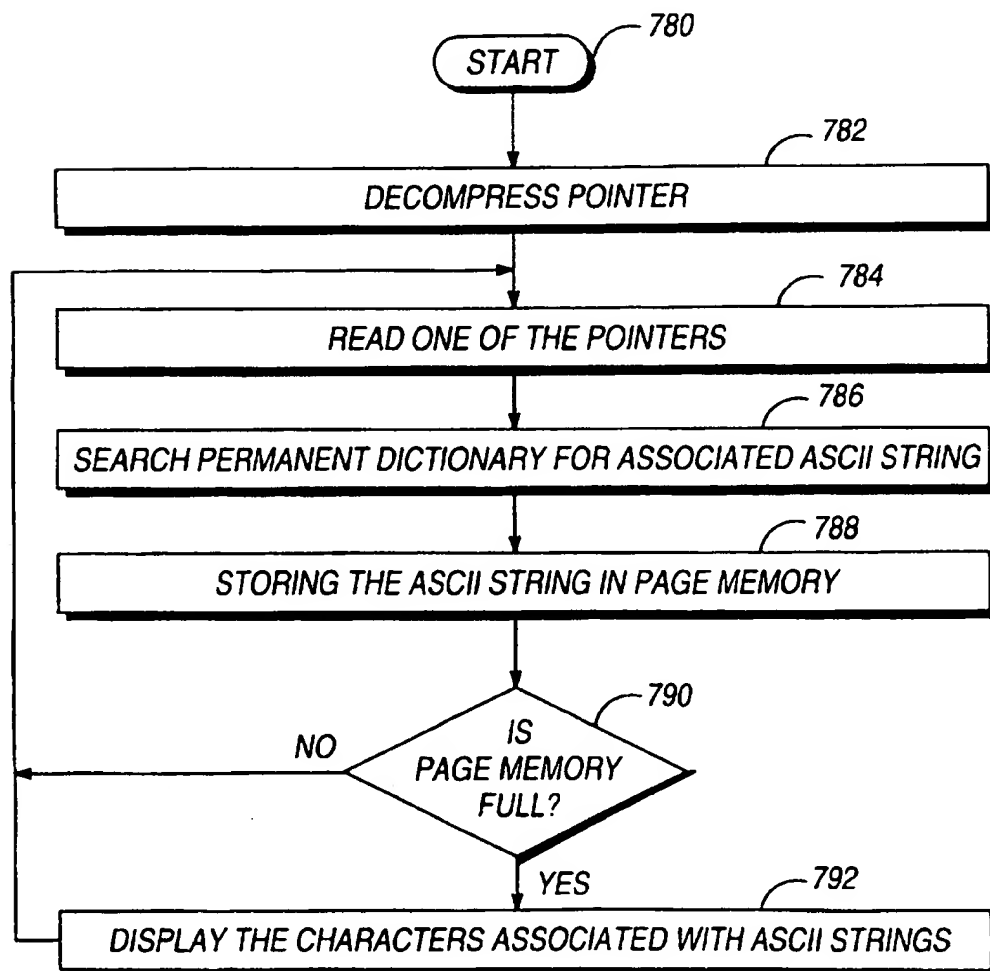 780
START
782
DECOMPRESS POINTER
784
READ ONE OF THE POINTERS
786
SEARCH PERMANENT DICTIONARY FOR ASSOCIATED ASCII STRING
788
STORING THE ASCII STRING IN PAGE MEMORY
790
NO
IS
PAGE MEMORY
FULL?
YES
792
DISPLAY THE CHARACTERS ASSOCIATED WITH ASCII STRINGS